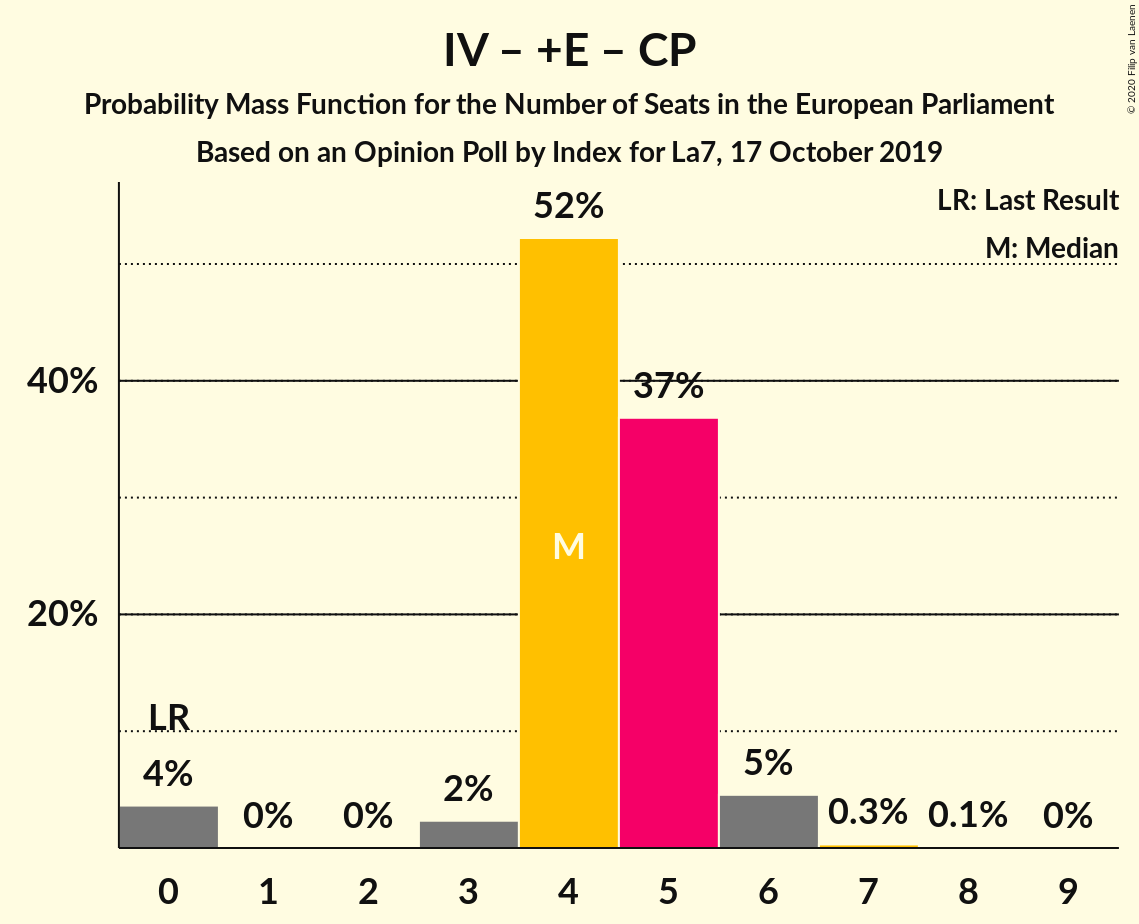 IV – +E – CP
Probability Mass Function for the Number of Seats in the European Parliament
Based on an Opinion Poll by Index for La7, 17 October 2019
© 2020 Filip van Laenen
LR: Last Result
M: Median
52%
40%
37%
M
20%
LR
4%
0%
0%
2%
5%
0.3%
0.1%
0%
0 1 2 3 4 5 6 7 8 9